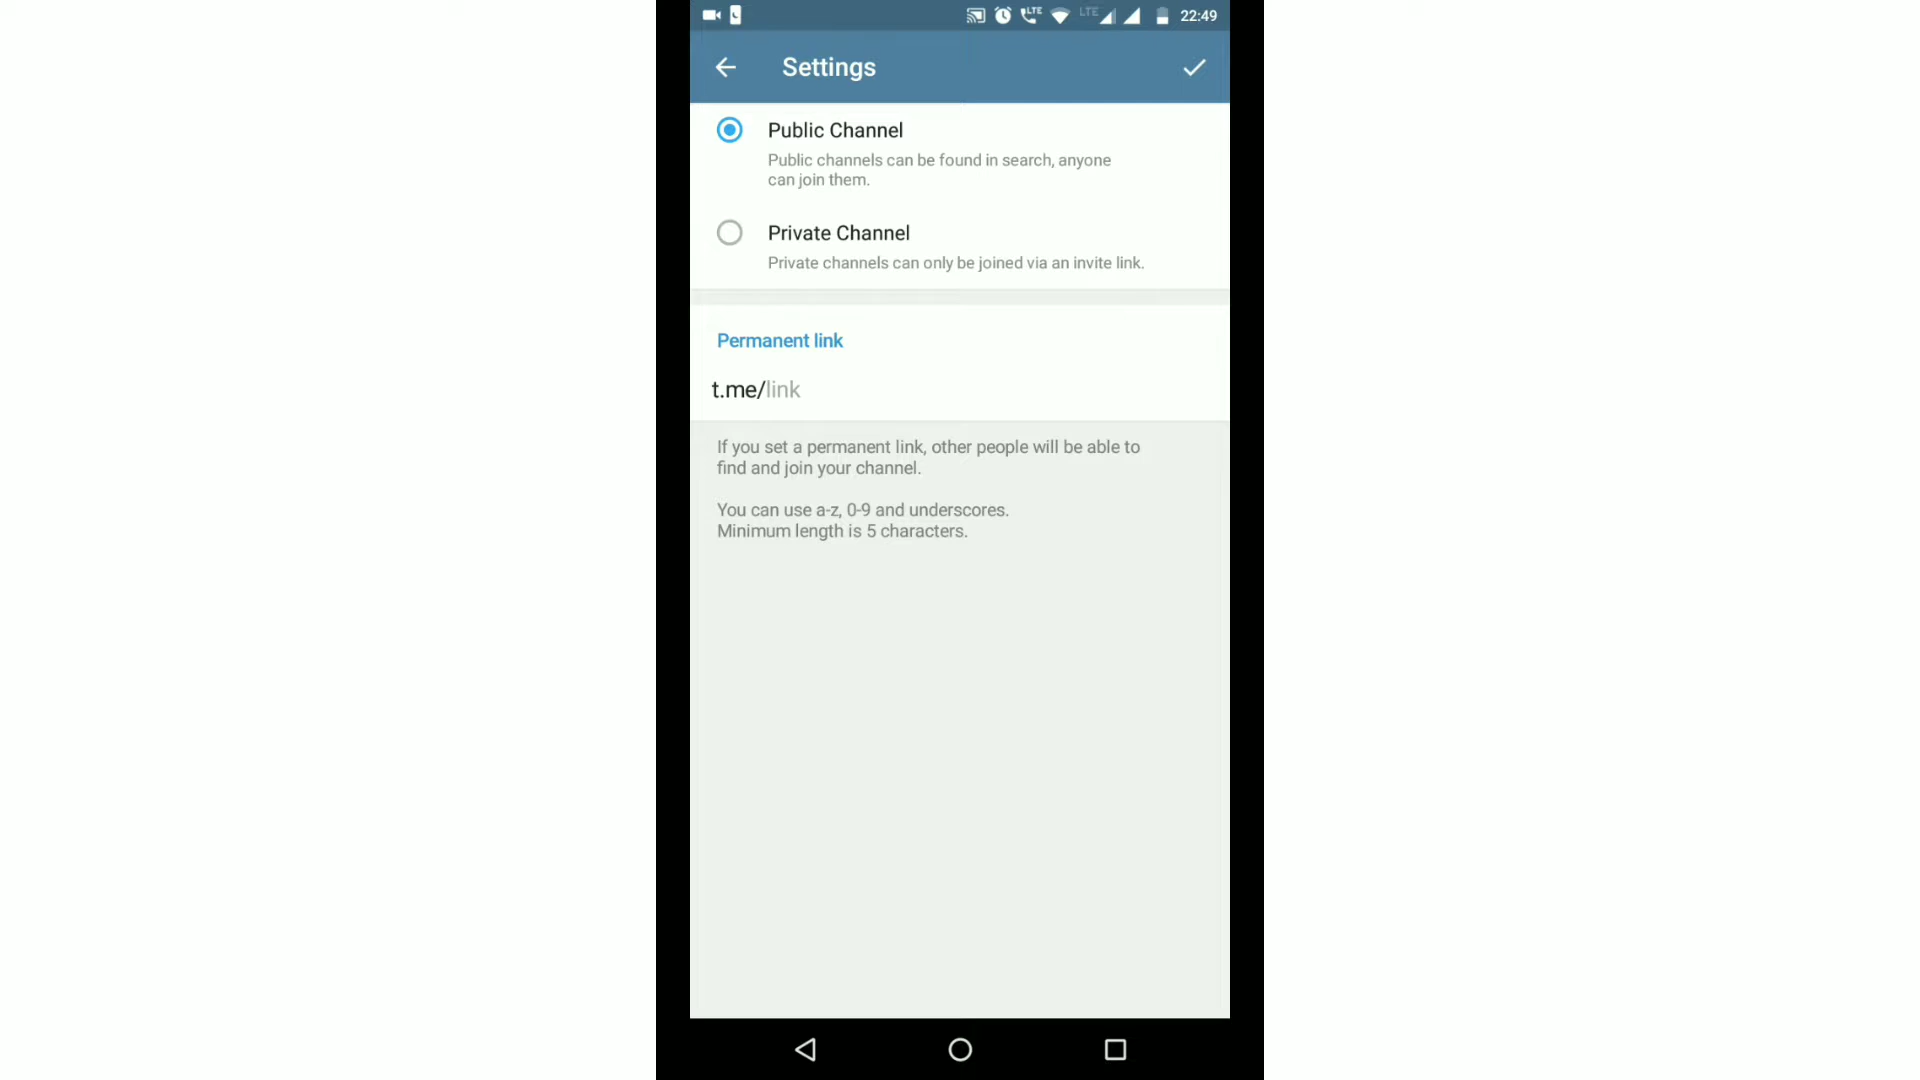 LTE LTE 22:49
Settings
Public Channel
Public channels can be found in search, anyone
can join them.
Private Channel
Private channels can only be joined via an invite link.
Permanent link
t.me/link
If you set a permanent link, other people will be able to
find and join your channel.
You can use a-z, 0-9 and underscores.
Minimum length is 5 characters.